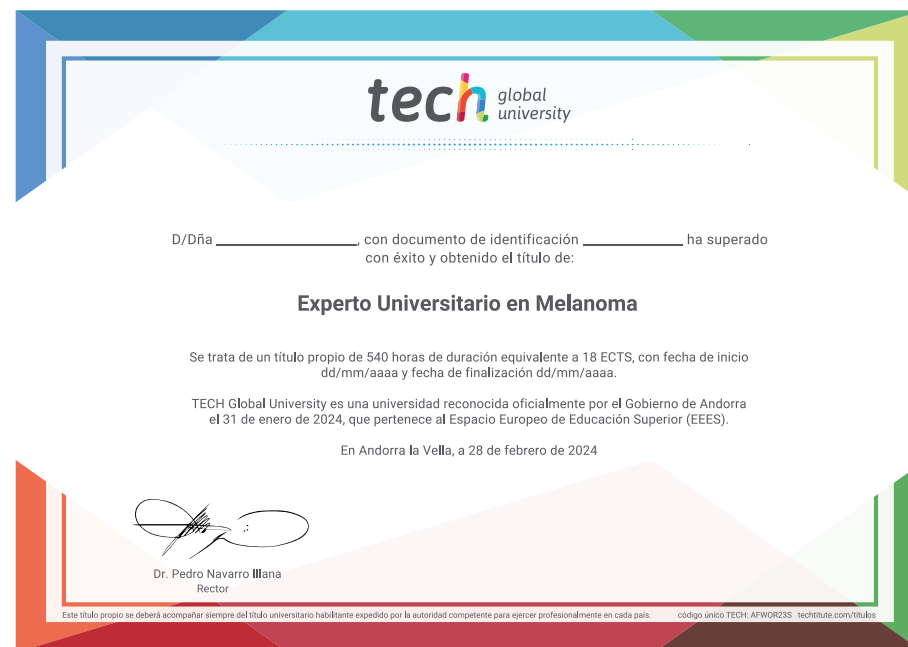 tech global university
D/Dña ________________, con documento de identificación ____________ ha superado
con éxito y obtenido el título de:
Experto Universitario en Melanoma
Se trata de un título propio de 540 horas de duración equivalente a 18 ECTS, con fecha de inicio
dd/mm/aaaa y fecha de finalización dd/mm/aaaa.
TECH Global University es una universidad reconocida oficialmente por el Gobierno de Andorra
el 31 de enero de 2024, que pertenece al Espacio Europeo de Educación Superior (EEES).
En Andorra la Vella, a 28 de febrero de 2024
Dr. Pedro Navarro Illana
Rector
Este título propio se deberá acompañar siempre del título universitario habilitante expedido por la autoridad competente para ejercer profesionalmente en cada país. código único TECH: AFWOR23S techtitute.com/títulos